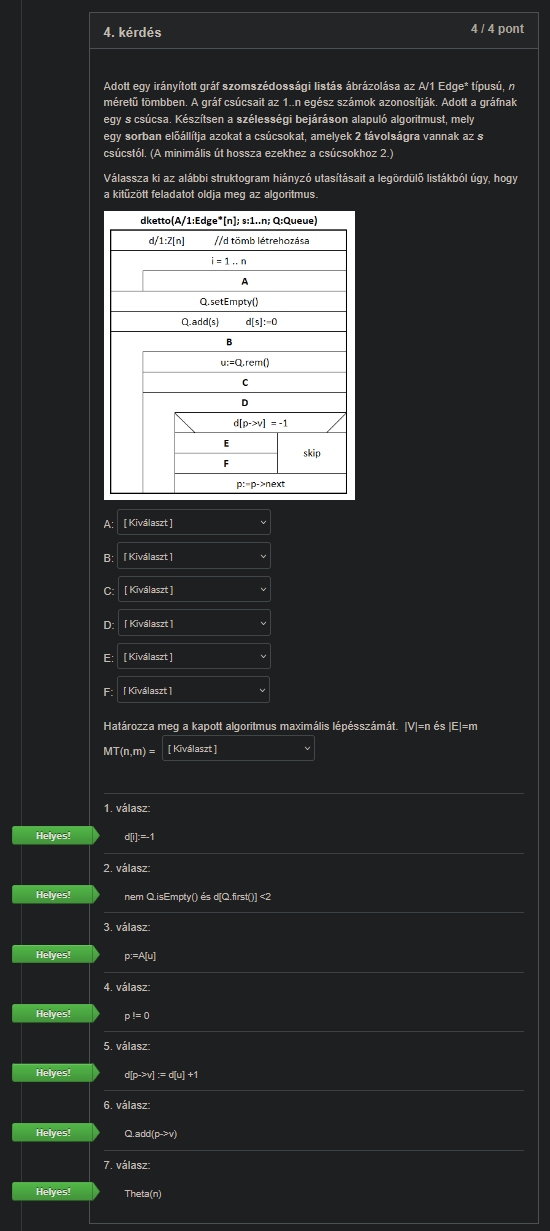 4. kérdés
4 / 4 pont
Adott egy irányított gráf szomszédossági listás ábrázolása az A/1 Edge* típusú, n
méretű tömbben. A gráf csúcsait az 1..n egész számok azonosítják. Adott a gráfnak
egy s csúcsa. Készítsen a szélességi bejáráson alapuló algoritmust, mely
egy sorban előállítja azokat a csúcsokat, amelyek 2 távolságra vannak az s
csúcstól. (A minimális út hossza ezekhez a csúcsokhoz 2.)
Válassza ki az alábbi struktogram hiányzó utasításait a legördülő listákból úgy, hogy
a kitűzött feladatot oldja meg az algoritmus.
dketto(A/1:Edge*[n]; s:1..n; Q:Queue)
d/1:Z[n] //d tömb létrehozása
i = 1 .. n
A
Q.setEmpty()
Q.add(s) d[s]:=0
B
u:=Q.rem()
C
D
d[p->v] = -1
E
skip
F
p:=p->next
A: [ Kiválaszt ]
B: [ Kiválaszt ]
C: [ Kiválaszt ]
D: [ Kiválaszt ]
E: [ Kiválaszt ]
F: [ Kiválaszt ]
Határozza meg a kapott algoritmus maximális lépésszámát. |V|=n és |E|=m
MT(n,m) = [ Kiválaszt ]
1. válasz:
Helyes!
d[i]:=-1
2. válasz:
Helyes!
nem Q.isEmpty() és d[Q.first()] <2
3. válasz:
Helyes!
p:=A[u]
4. válasz:
Helyes!
p != 0
5. válasz:
Helyes!
d[p->v] := d[u] +1
6. válasz:
Helyes!
Q.add(p->v)
7. válasz:
Helyes!
Theta(n)